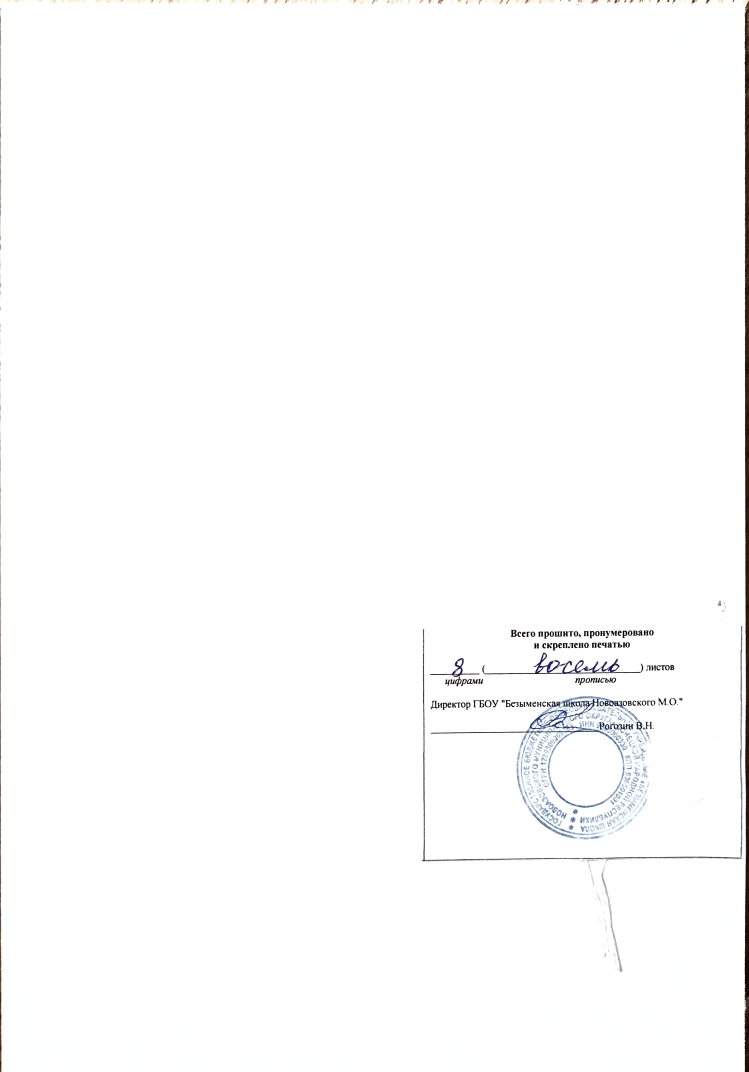 Всего прошито, пронумеровано
и скреплено печатью
8 ( восемь ) листов
цифрами прописью
Директор ГБОУ "Безыменская школа Новоазовского М.О."
Рогозин В.Н.